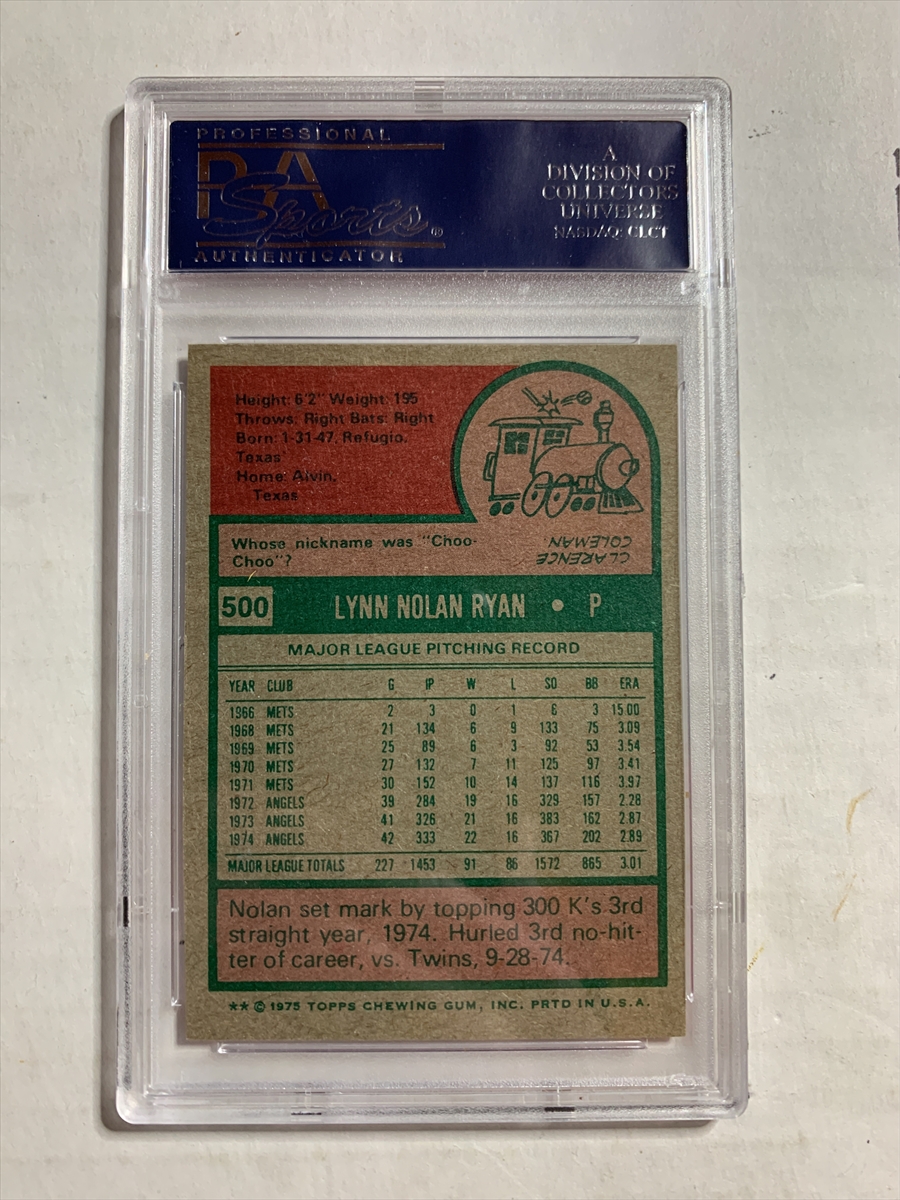 PROFESSIONAL
PSA
Sports®
AUTHENTICATOR
A
DIVISION OF
COLLECTORS
UNIVERSE
NASDAQ: CLCT
Height: 6'2" Weight: 195
Throws: Right Bats: Right
Born: 1-31-47, Refugio,
Texas
Home: Alvin,
Texas
Whose nickname was "Choo-
Choo"?
CLARENCE
COLEMAN.
500 LYNN NOLAN RYAN • P
MAJOR LEAGUE PITCHING RECORD
YEAR CLUB G IP W L SO BB ERA
1966 METS 2 3 0 1 6 3 15.00
1968 METS 21 134 6 9 133 75 3.09
1969 METS 25 89 6 3 92 53 3.54
1970 METS 27 132 7 11 125 97 3.41
1971 METS 30 152 10 14 137 116 3.97
1972 ANGELS 39 284 19 16 329 157 2.28
1973 ANGELS 41 326 21 16 383 162 2.87
1974 ANGELS 42 333 22 16 367 202 2.89
MAJOR LEAGUE TOTALS 227 1453 91 86 1572 865 3.01
Nolan set mark by topping 300 K's 3rd
straight year, 1974. Hurled 3rd no-hit-
ter of career, vs. Twins, 9-28-74.
★★ © 1975 TOPPS CHEWING GUM, INC. PRTD IN U.S.A.